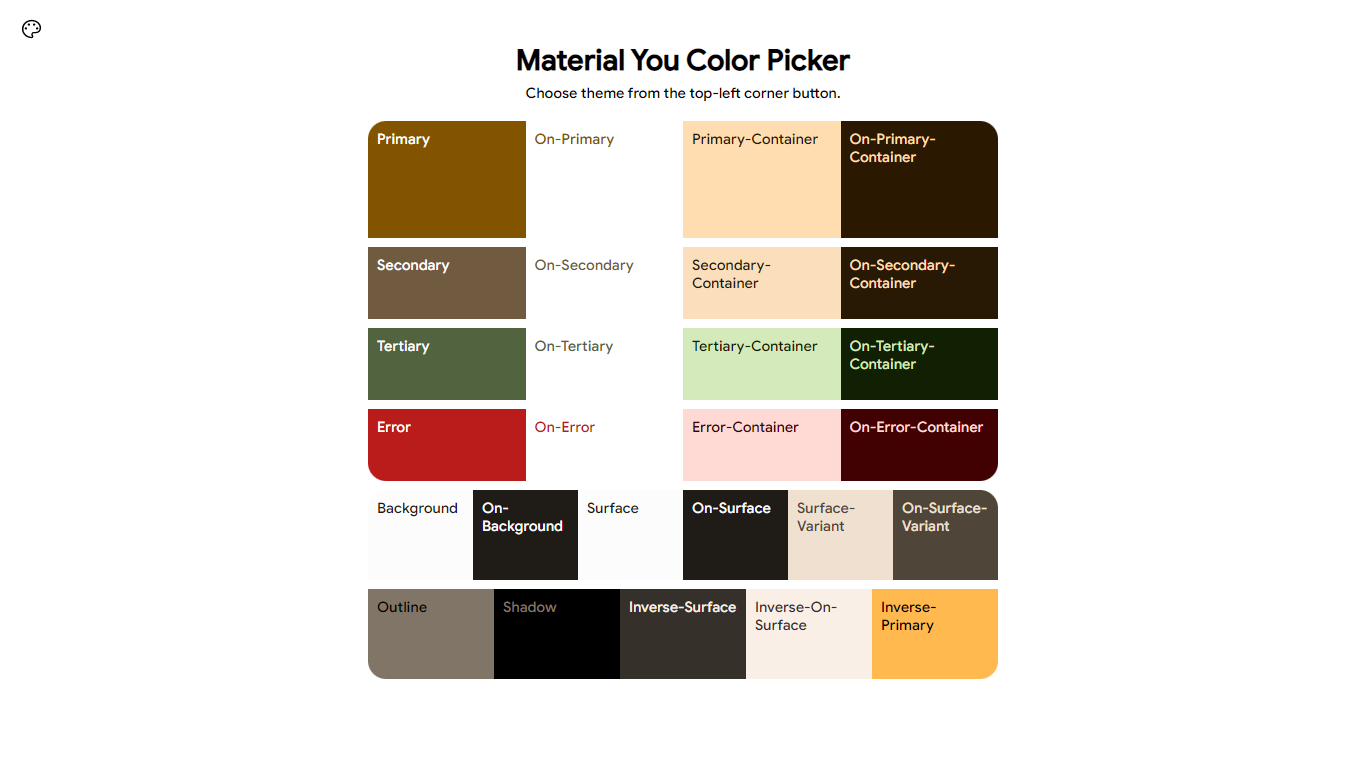 Material You Color Picker
Choose theme from the top-left corner button.
Primary
On-Primary
Primary-Container
On-Primary-
Container
Secondary
On-Secondary
Secondary-
Container
On-Secondary-
Container
Tertiary
On-Tertiary
Tertiary-Container
On-Tertiary-
Container
Error
On-Error
Error-Container
On-Error-Container
Background
On-
Background
Surface
On-Surface
Surface-
Variant
On-Surface-
Variant
Outline
Shadow
Inverse-Surface
Inverse-On-
Surface
Inverse-
Primary